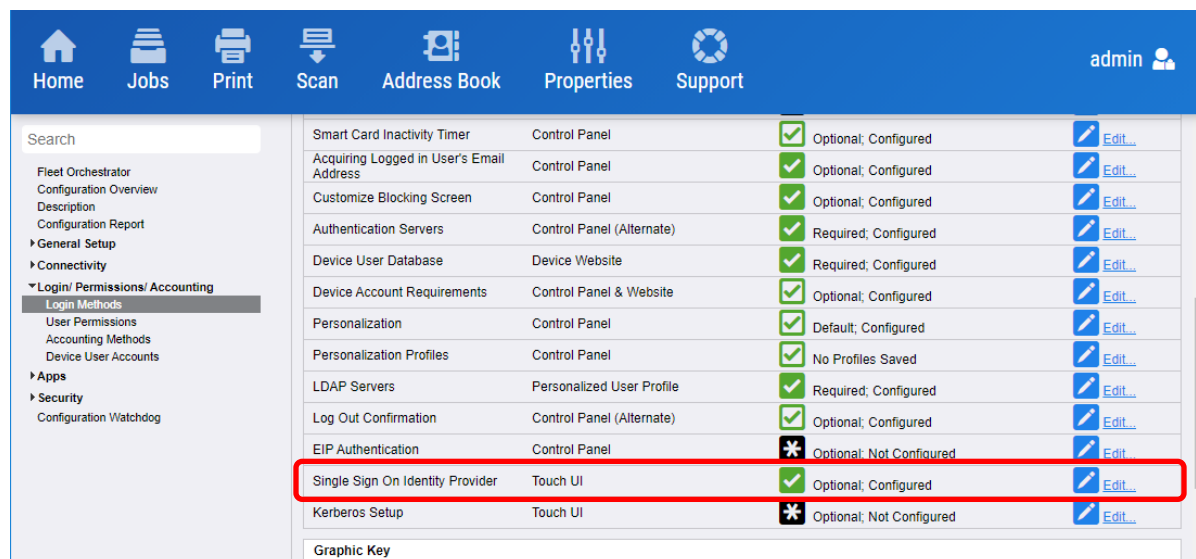 Home
Jobs
Print
Scan
Address Book
Properties
Support
admin
Search
Fleet Orchestrator
Configuration Overview
Description
Configuration Report
General Setup
Connectivity
Login/ Permissions/ Accounting
Login Methods
User Permissions
Accounting Methods
Device User Accounts
Apps
Security
Configuration Watchdog
Smart Card Inactivity Timer Control Panel Optional; Configured Edit...
Acquiring Logged in User's Email
Address Control Panel Optional; Configured Edit...
Customize Blocking Screen Control Panel Optional; Configured Edit...
Authentication Servers Control Panel (Alternate) Required; Configured Edit...
Device User Database Device Website Required; Configured Edit...
Device Account Requirements Control Panel & Website Optional; Configured Edit...
Personalization Control Panel Default; Configured Edit...
Personalization Profiles Control Panel No Profiles Saved Edit...
LDAP Servers Personalized User Profile Required; Configured Edit...
Log Out Confirmation Control Panel (Alternate) Optional; Configured Edit...
EIP Authentication Control Panel Optional; Not Configured Edit...
Single Sign On Identity Provider Touch UI Optional; Configured Edit...
Kerberos Setup Touch UI Optional; Not Configured Edit...
Graphic Key